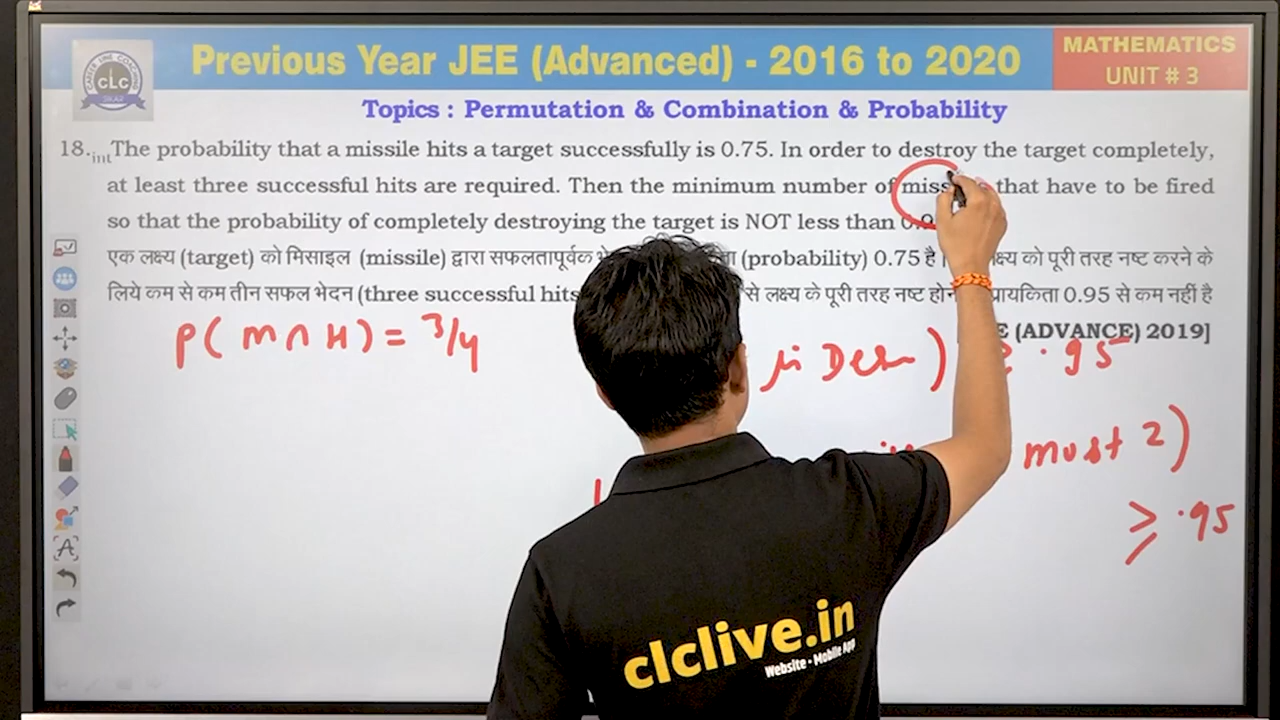 Previous Year JEE (Advanced) - 2016 to 2020
MATHEMATICS
UNIT # 3
CLC
Topics : Permutation & Combination & Probability
18.int The probability that a missile hits a target successfully is 0.75. In order to destroy the target completely,
at least three successful hits are required. Then the minimum number of that have to be fired
so that the probability of completely destroying the target is NOT less than
एक लक्ष्य (target) को मिसाइल (missile) द्वारा सफलतापूर्वक (probability) 0.75 है को पूरी तरह नष्ट करने के
लिये कम से कम तीन सफल भेदन (three successful hits से लक्ष्य के पूरी तरह नष्ट 0.95 से कम नहीं है
(ADVANCE) 2019]
P( M ∩ H ) = 3/4
) .95
must 2)
≥ .95
clclive.in
Website - Mobile App